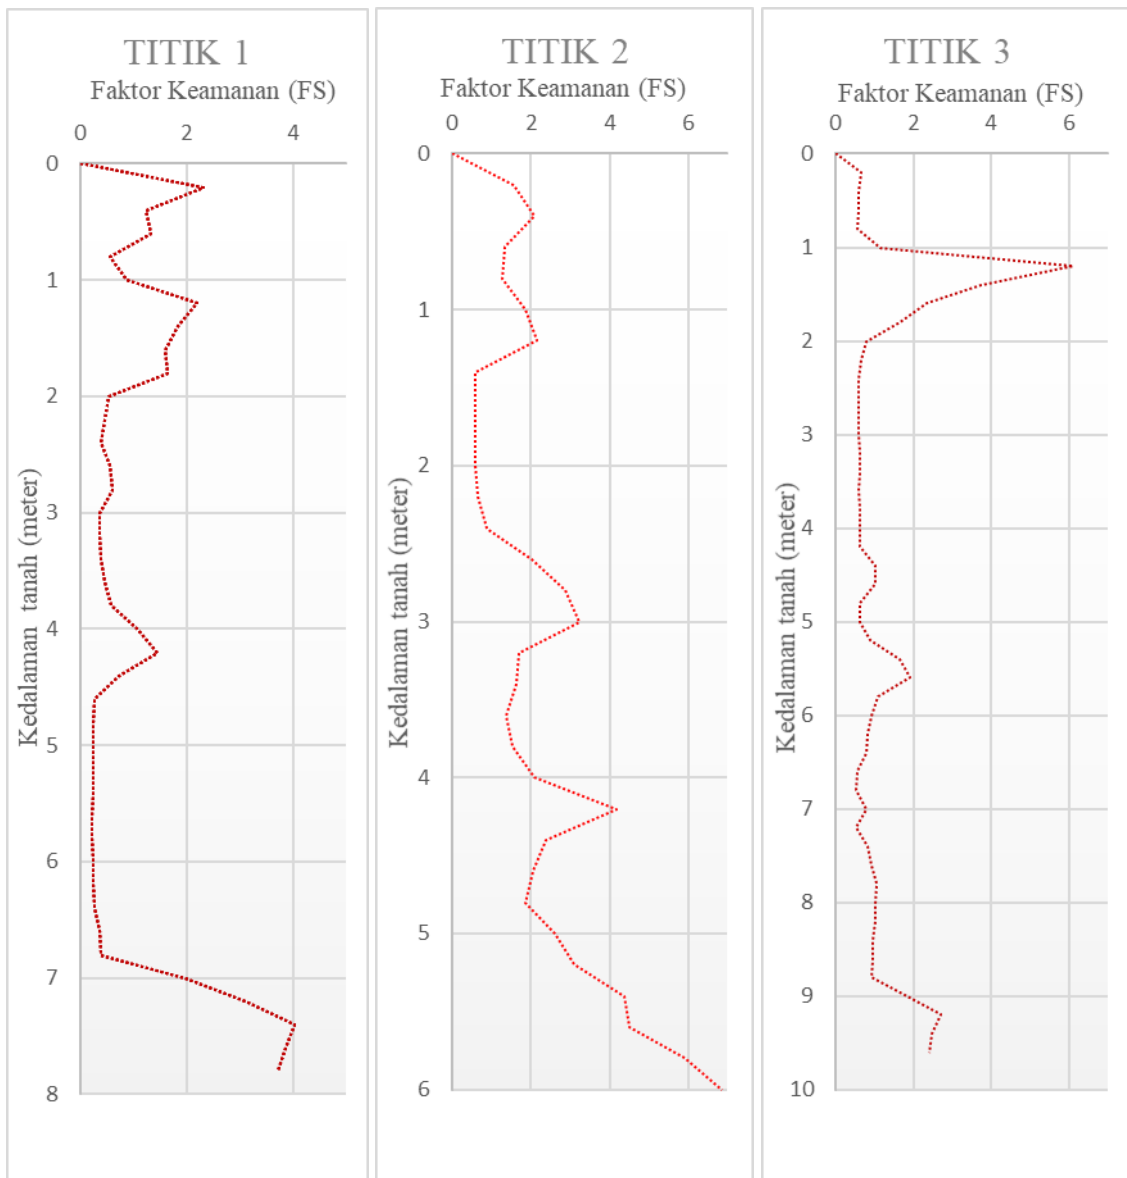 TITIK 1
Faktor Keamanan (FS)
0 2 4
0
1
2
3
4
5
6
7
8
Kedalaman tanah (meter)
TITIK 2
Faktor Keamanan (FS)
0 2 4 6
0
1
2
3
4
5
6
Kedalaman tanah (meter)
TITIK 3
Faktor Keamanan (FS)
0 2 4 6
0
1
2
3
4
5
6
7
8
9
10
Kedalaman tanah (meter)